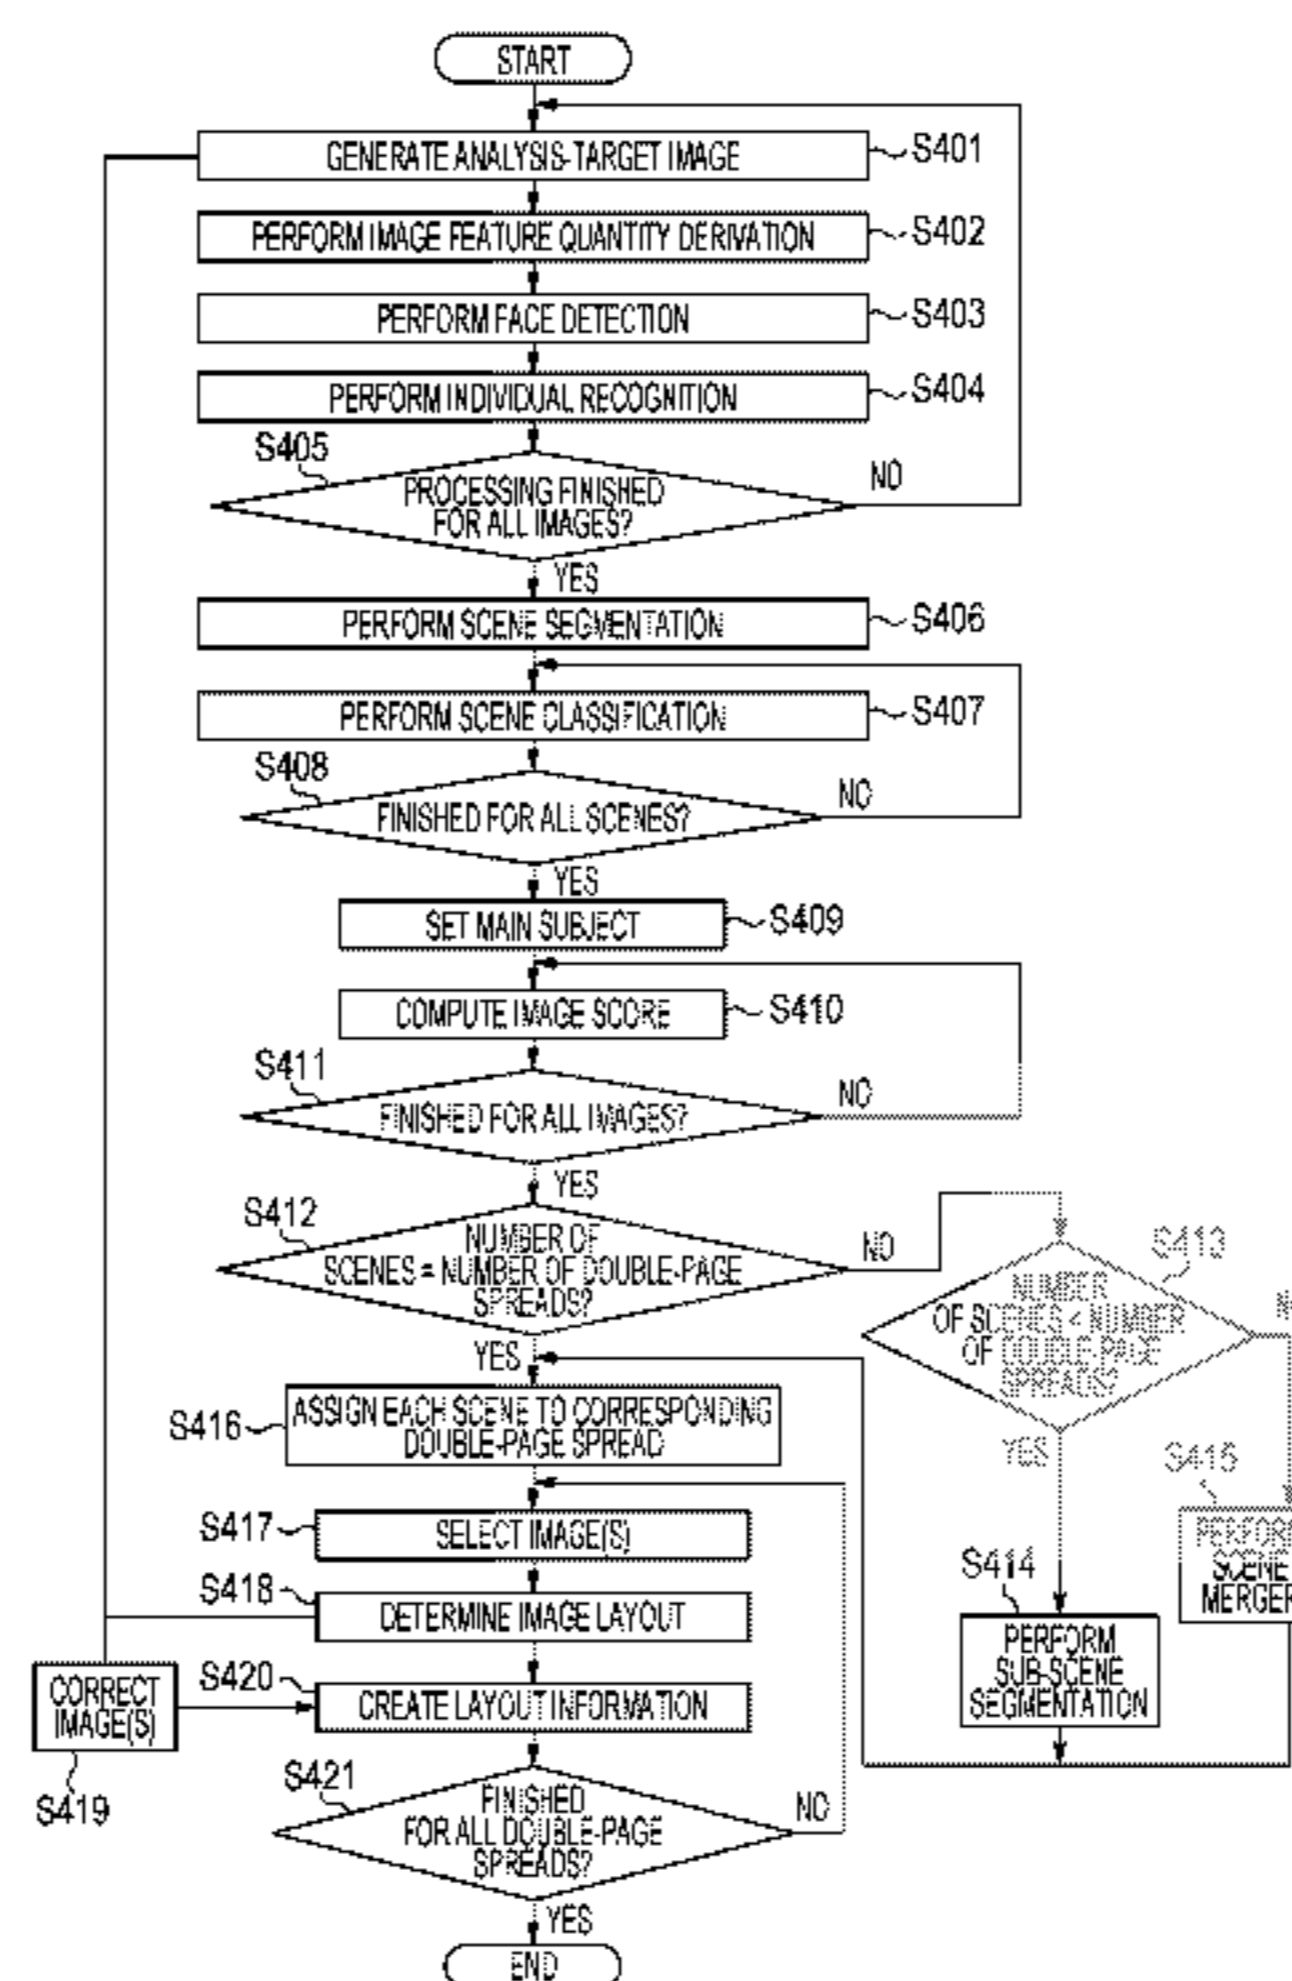 START
GENERATE ANALYSIS-TARGET IMAGE
S401
PERFORM IMAGE FEATURE QUANTITY DERIVATION
S402
PERFORM FACE DETECTION
S403
PERFORM INDIVIDUAL RECOGNITION
S404
S405
PROCESSING FINISHED
FOR ALL IMAGES?
NO
YES
PERFORM SCENE SEGMENTATION
S406
PERFORM SCENE CLASSIFICATION
S407
S408
FINISHED FOR ALL SCENES?
NO
YES
SET MAIN SUBJECT
S409
COMPUTE IMAGE SCORE
S410
S411
FINISHED FOR ALL IMAGES?
NO
YES
S412
NUMBER OF
SCENES = NUMBER OF DOUBLE-PAGE
SPREADS?
NO
YES
S413
NUMBER
OF SCENES < NUMBER
OF DOUBLE-PAGE
SPREADS?
YES
S415
PERFORM
SCENE
MERGER
S414
PERFORM
SUB-SCENE
SEGMENTATION
S416
ASSIGN EACH SCENE TO CORRESPONDING
DOUBLE-PAGE SPREAD
S417
SELECT IMAGE(S)
S418
DETERMINE IMAGE LAYOUT
CORRECT
IMAGE(S)
S419
S420
CREATE LAYOUT INFORMATION
S421
FINISHED
FOR ALL DOUBLE-PAGE
SPREADS?
NO
YES
END